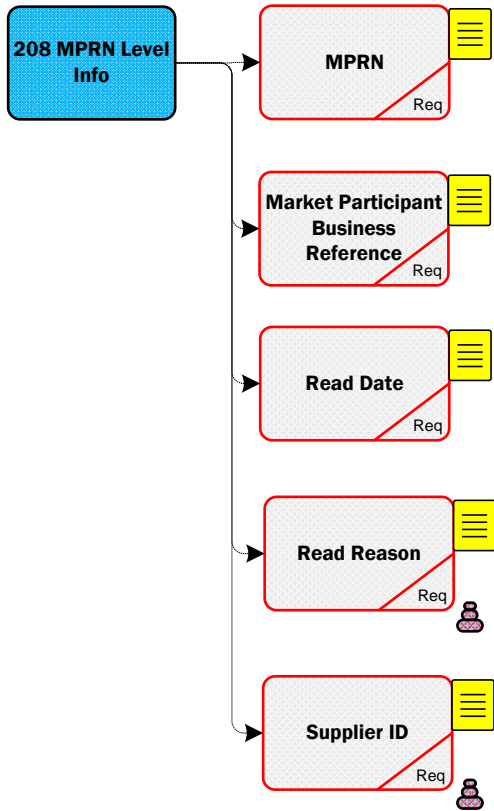 208 MPRN Level
Info
MPRN
Req
Market Participant
Business
Reference
Req
Read Date
Req
Read Reason
Req
Supplier ID
Req